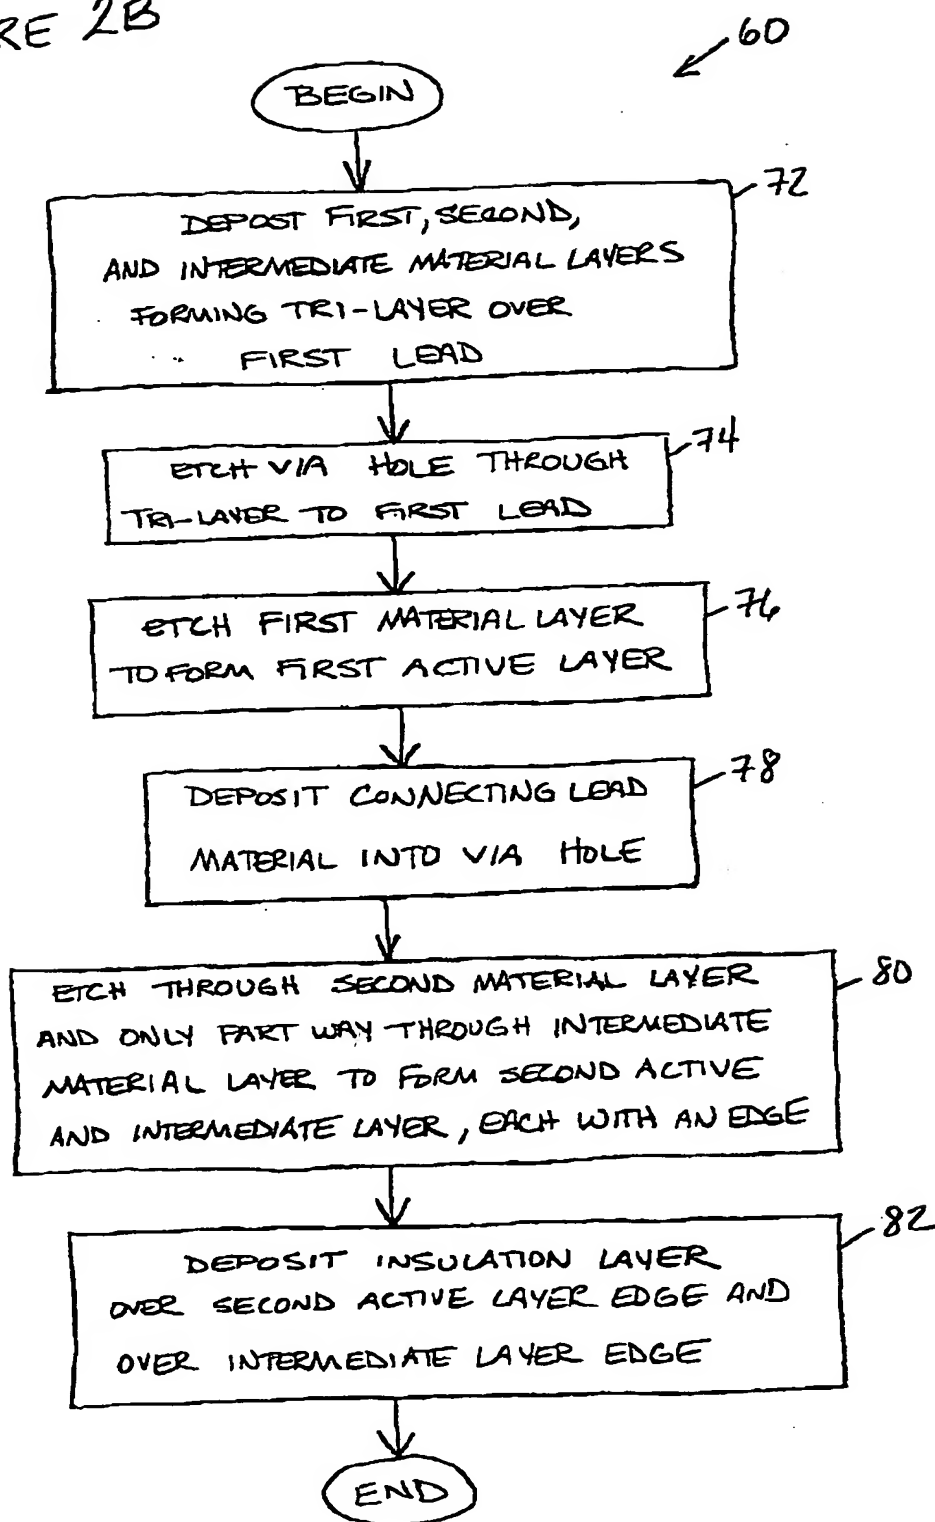 RE 2B
60
BEGIN
72
DEPOST FIRST, SECOND,
AND INTERMEDIATE MATERIAL LAYERS
FORMING TRI-LAYER OVER
FIRST LEAD
74
ETCH VIA HOLE THROUGH
TRI-LAYER TO FIRST LEAD
76
ETCH FIRST MATERIAL LAYER
TO FORM FIRST ACTIVE LAYER
78
DEPOSIT CONNECTING LEAD
MATERIAL INTO VIA HOLE
80
ETCH THROUGH SECOND MATERIAL LAYER
AND ONLY PART WAY THROUGH INTERMEDIATE
MATERIAL LAYER TO FORM SECOND ACTIVE
AND INTERMEDIATE LAYER, EACH WITH AN EDGE
82
DEPOSIT INSULATION LAYER
OVER SECOND ACTIVE LAYER EDGE AND
OVER INTERMEDIATE LAYER EDGE
END